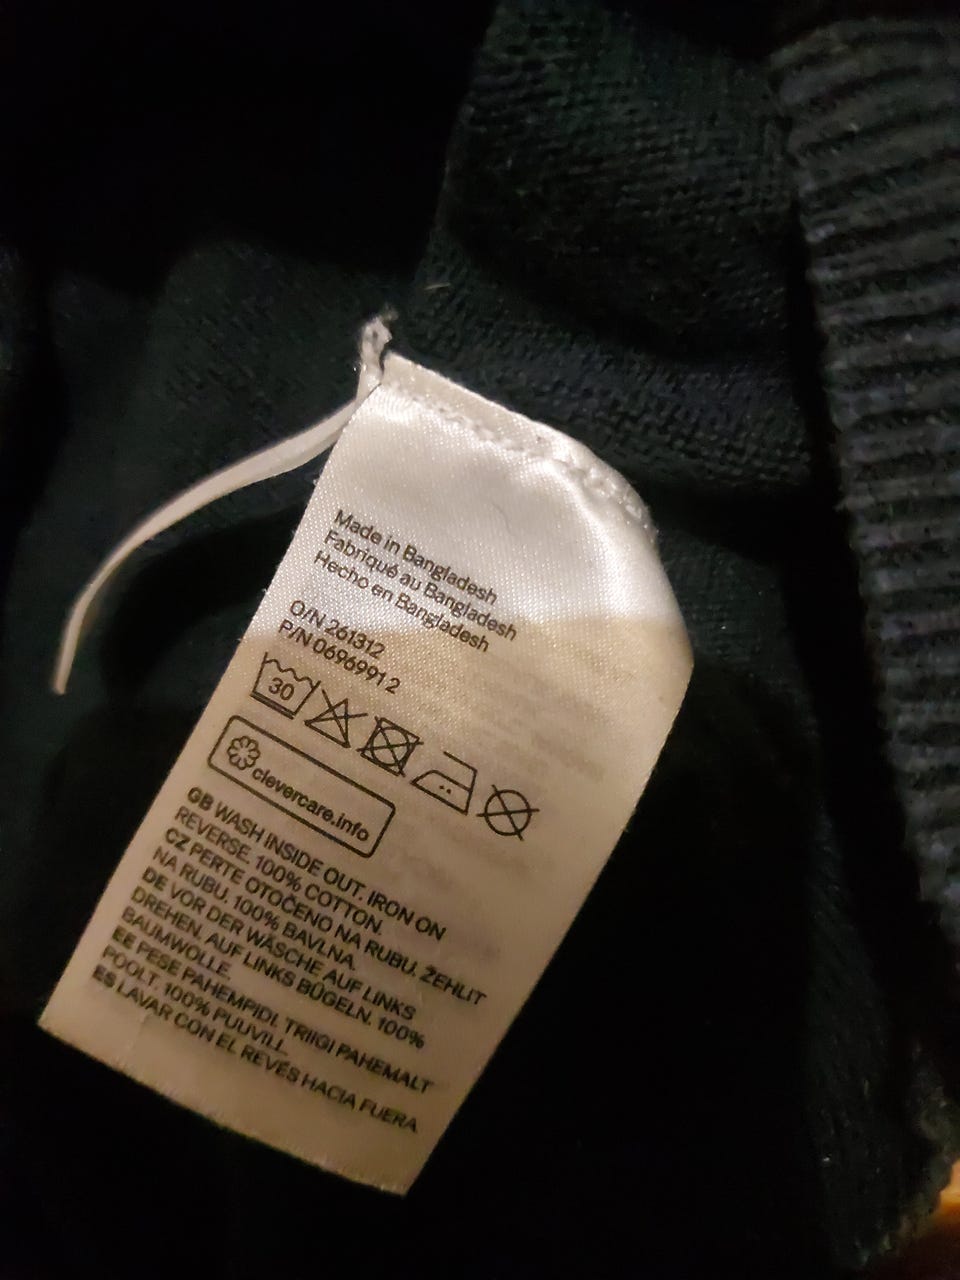 Made in Bangladesh
Fabriqué au Bangladesh
Hecho en Bangladesh
O/N 261312
P/N 06969912
30
clevercare.info
GB WASH INSIDE OUT. IRON ON
REVERSE. 100% COTTON.
CZ PERTE OTOČENO NA RUBU. ŽEHLIT
NA RUBU. 100% BAVLNA.
DE VOR DER WÄSCHE AUF LINKS
DREHEN. AUF LINKS BÜGELN. 100%
BAUMWOLLE.
EE PESE PAHEMPIDI. TRIIGI PAHEMALT
POOLT. 100% PUUVILL.
ES LAVAR CON EL REVÉS HACIA FUERA.